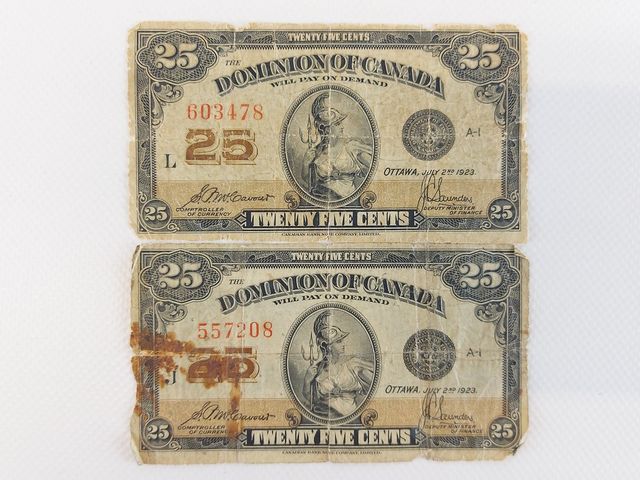 25 TWENTY FIVE CENTS 25
THE
DOMINION OF CANADA
WILL PAY ON DEMAND
603478
L 25
A-1
OTTAWA, JULY 2ND 1923.
COMPTROLLER
OF CURRENCY
DEPUTY MINISTER
OF FINANCE
25 TWENTY FIVE CENTS 25
CANADIAN BANK NOTE COMPANY, LIMITED.
25 TWENTY FIVE CENTS 25
THE
DOMINION OF CANADA
WILL PAY ON DEMAND
557208
25
A-1
OTTAWA, JULY 2ND 1923.
COMPTROLLER
OF CURRENCY
DEPUTY MINISTER
OF FINANCE
25 TWENTY FIVE CENTS 25
CANADIAN BANK NOTE COMPANY, LIMITED.